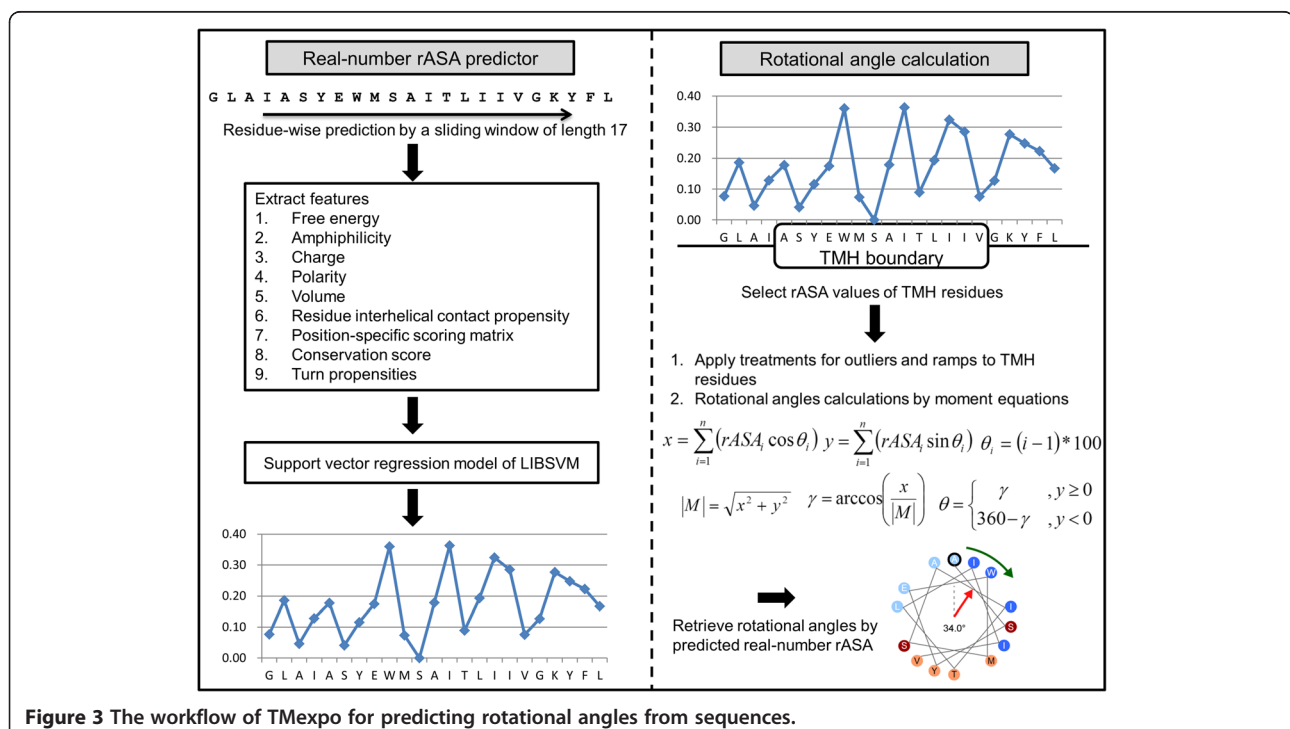 Real-number rASA predictor
G L A I A S Y E W M S A I T L I I V G K Y F L
Residue-wise prediction by a sliding window of length 17
Extract features
1. Free energy
2. Amphiphilicity
3. Charge
4. Polarity
5. Volume
6. Residue interhelical contact propensity
7. Position-specific scoring matrix
8. Conservation score
9. Turn propensities
Support vector regression model of LIBSVM
0.40
0.30
0.20
0.10
0.00
G L A I A S Y E W M S A I T L I I V G K Y F L
Rotational angle calculation
0.40
0.30
0.20
0.10
0.00
G L A I A S Y E W M S A I T L I I V G K Y F L
TMH boundary
Select rASA values of TMH residues
1. Apply treatments for outliers and ramps to TMH
residues
2. Rotational angles calculations by moment equations
x = ∑ⁿᵢ₌₁ (rASAᵢ cos θᵢ) y = ∑ⁿᵢ₌₁ (rASAᵢ sin θᵢ) θᵢ = (i − 1) * 100
|M| = √(x² + y²) γ = arccos(x / |M|) θ = { γ , y ≥ 0
360 − γ , y < 0
Retrieve rotational angles by
predicted real-number rASA
A I W I S I M T Y V S L E A
34.0°
Figure 3 The workflow of TMexpo for predicting rotational angles from sequences.